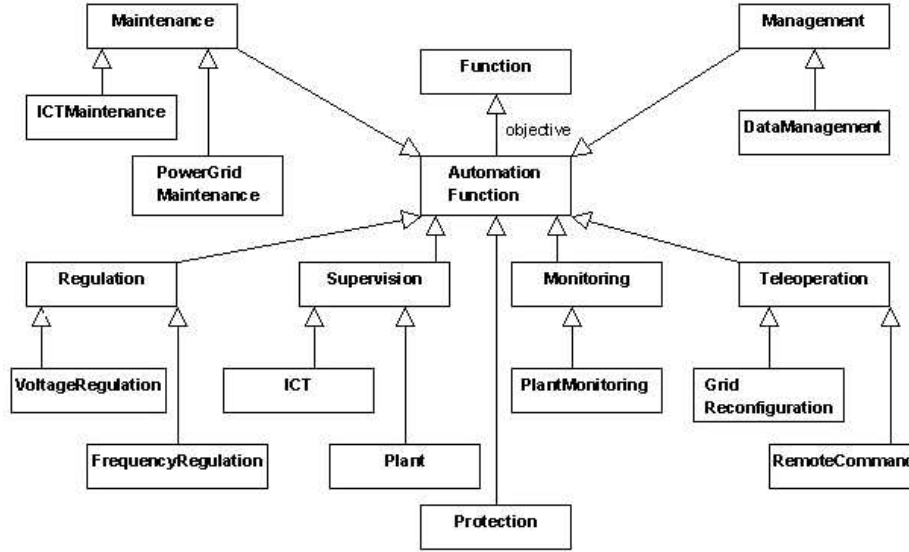 Maintenance
Management
Function
ICTMaintenance
DataManagement
objective
PowerGrid
Maintenance
Automation
Function
Regulation
Supervision
Monitoring
Teleoperation
VoltageRegulation
ICT
PlantMonitoring
Grid
Reconfiguration
FrequencyRegulation
Plant
RemoteCommand
Protection